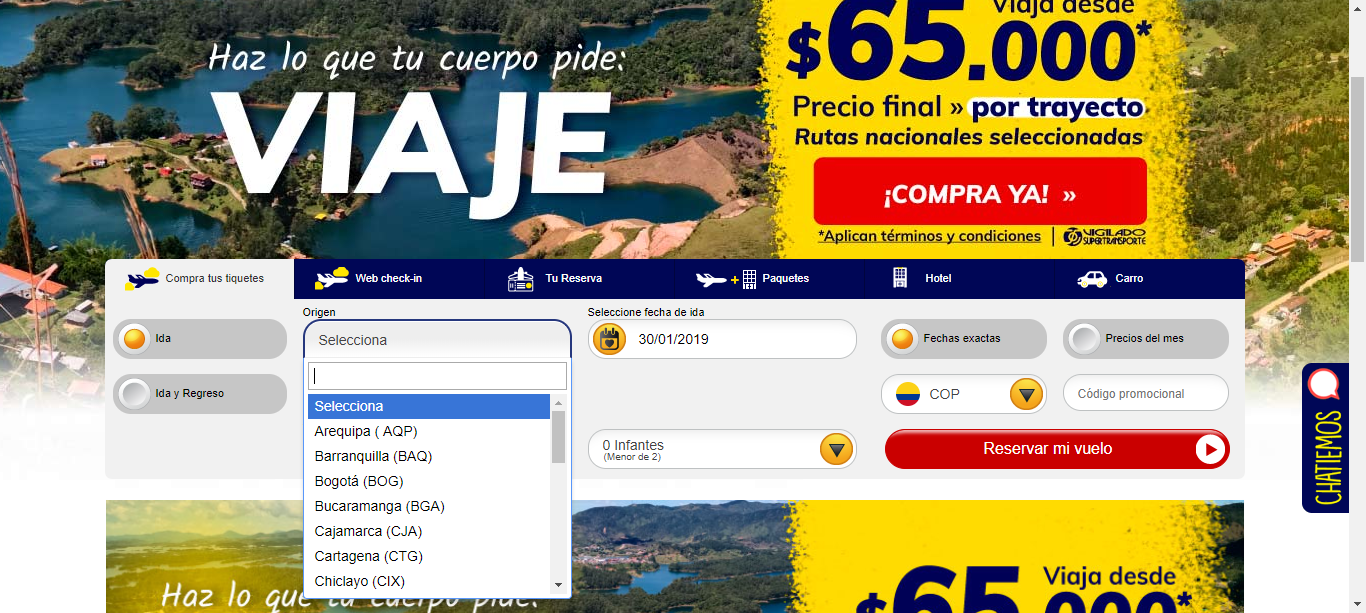 Viaja desde
$65.000*
Haz lo que tu cuerpo pide:
VIAJE
Precio final » por trayecto
Rutas nacionales seleccionadas
¡COMPRA YA! »
*Aplican términos y condiciones | VIGILADO
SUPERTRANSPORTE
Compra tus tiquetes
Web check-in
Tu Reserva
Paquetes
Hotel
Carro
Ida
Ida y Regreso
Origen
Selecciona
Selecciona
Arequipa ( AQP)
Barranquilla (BAQ)
Bogotá (BOG)
Bucaramanga (BGA)
Cajamarca (CJA)
Cartagena (CTG)
Chiclayo (CIX)
Seleccione fecha de ida
30/01/2019
0 Infantes
(Menor de 2)
Fechas exactas
Precios del mes
COP
Código promocional
Reservar mi vuelo
CHATIEMOS
Haz lo que tu cuerpo pide:
Viaja desde
$65.000*